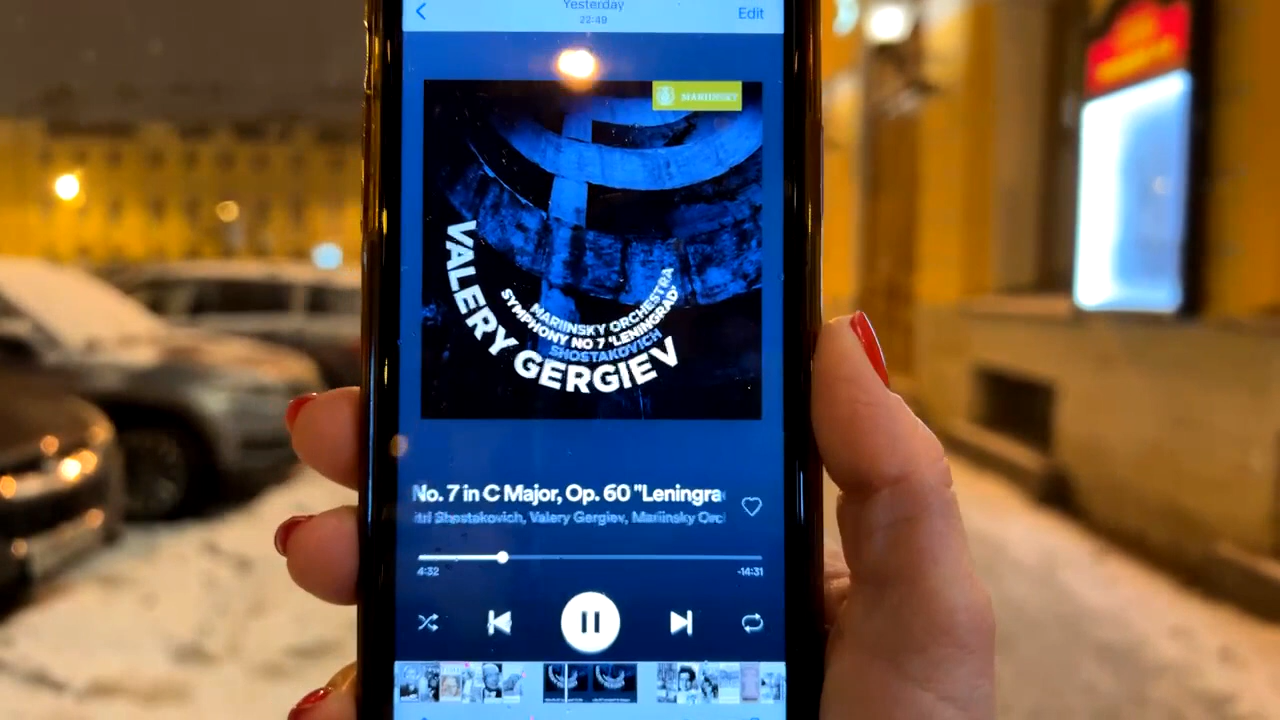 Yesterday
22:49
Edit
MARIINSKY
VALERY GERGIEV
MARIINSKY ORCHESTRA
SYMPHONY NO 7 'LENINGRAD'
SHOSTAKOVICH
No. 7 in C Major, Op. 60 "Leningra
itri Shostakovich, Valery Gergiev, Mariinsky Orc
4:32
-14:31